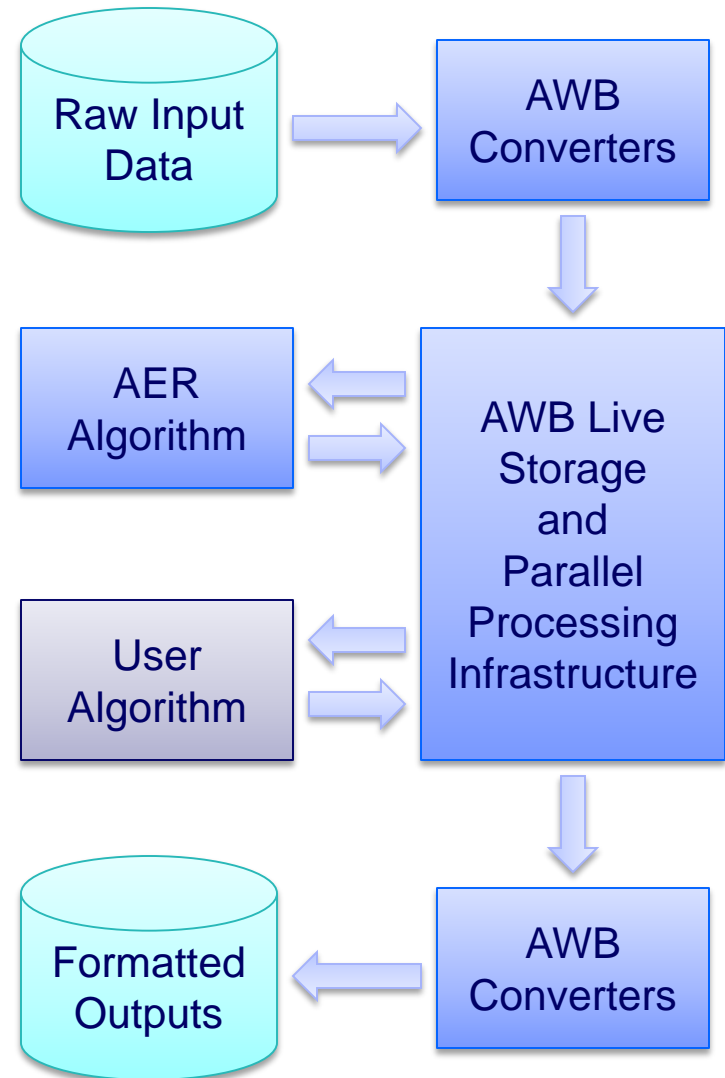 Raw Input
Data
AWB
Converters
AER
Algorithm
AWB Live
Storage
and
Parallel
Processing
Infrastructure
User
Algorithm
Formatted
Outputs
AWB
Converters